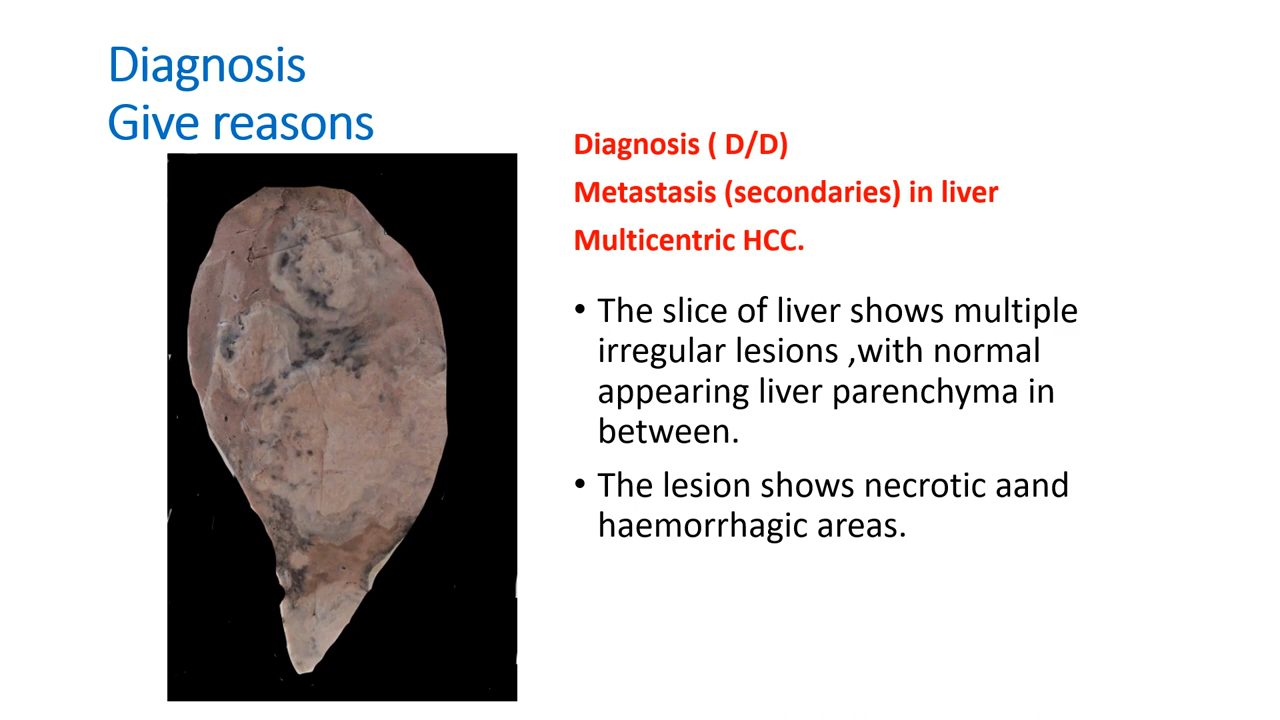 Diagnosis
Give reasons
Diagnosis ( D/D)
Metastasis (secondaries) in liver
Multicentric HCC.
• The slice of liver shows multiple
irregular lesions ,with normal
appearing liver parenchyma in
between.
• The lesion shows necrotic aand
haemorrhagic areas.